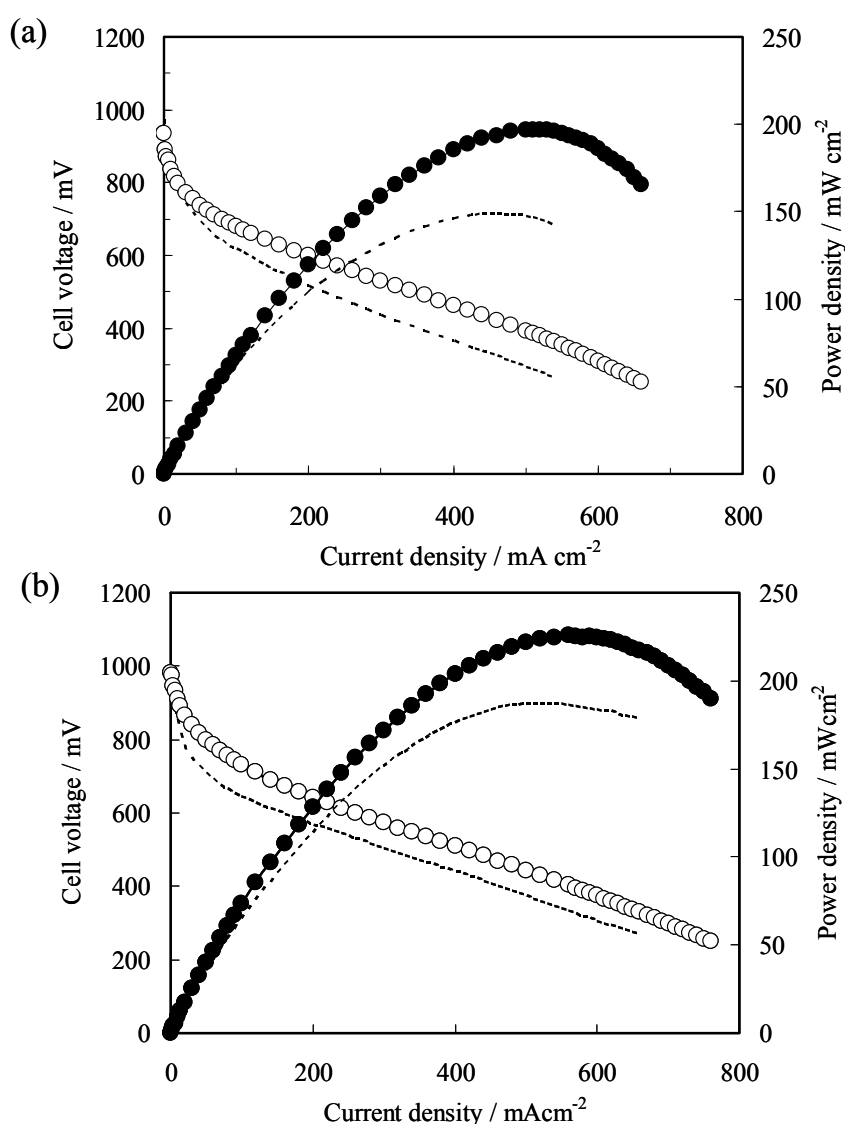 (a)
1200
1000
800
600
400
200
0
Cell voltage / mV
250
200
150
100
50
0
Power density / mW cm-2
0 200 400 600 800
Current density / mA cm-2
(b)
1200
1000
800
600
400
200
0
Cell voltage / mV
250
200
150
100
50
0
Power density / mWcm-2
0 200 400 600 800
Current density / mAcm-2